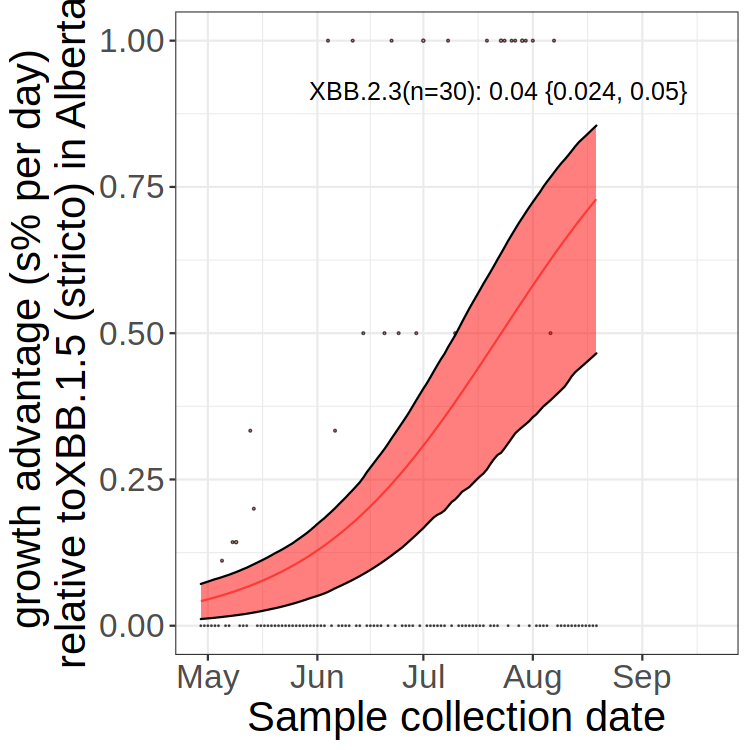 growth advantage (s% per day)
relative toXBB.1.5 (stricto) in Alberta
1.00
XBB.2.3(n=30): 0.04 {0.024, 0.05}
0.75
0.50
0.25
0.00
May Jun Jul Aug Sep
Sample collection date